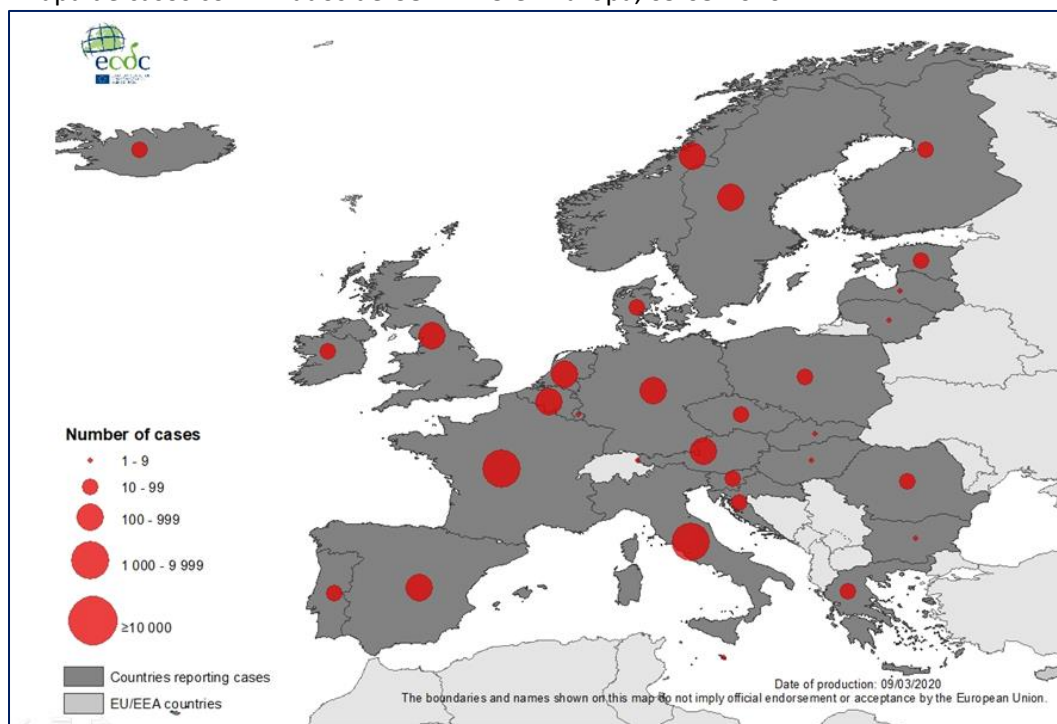 ecdc
Number of cases
1 - 9
10 - 99
100 - 999
1 000 - 9 999
≥10 000
Countries reporting cases
EU/EEA countries
Date of production: 09/03/2020
The boundaries and names shown on this map do not imply official endorsement or acceptance by the European Union.